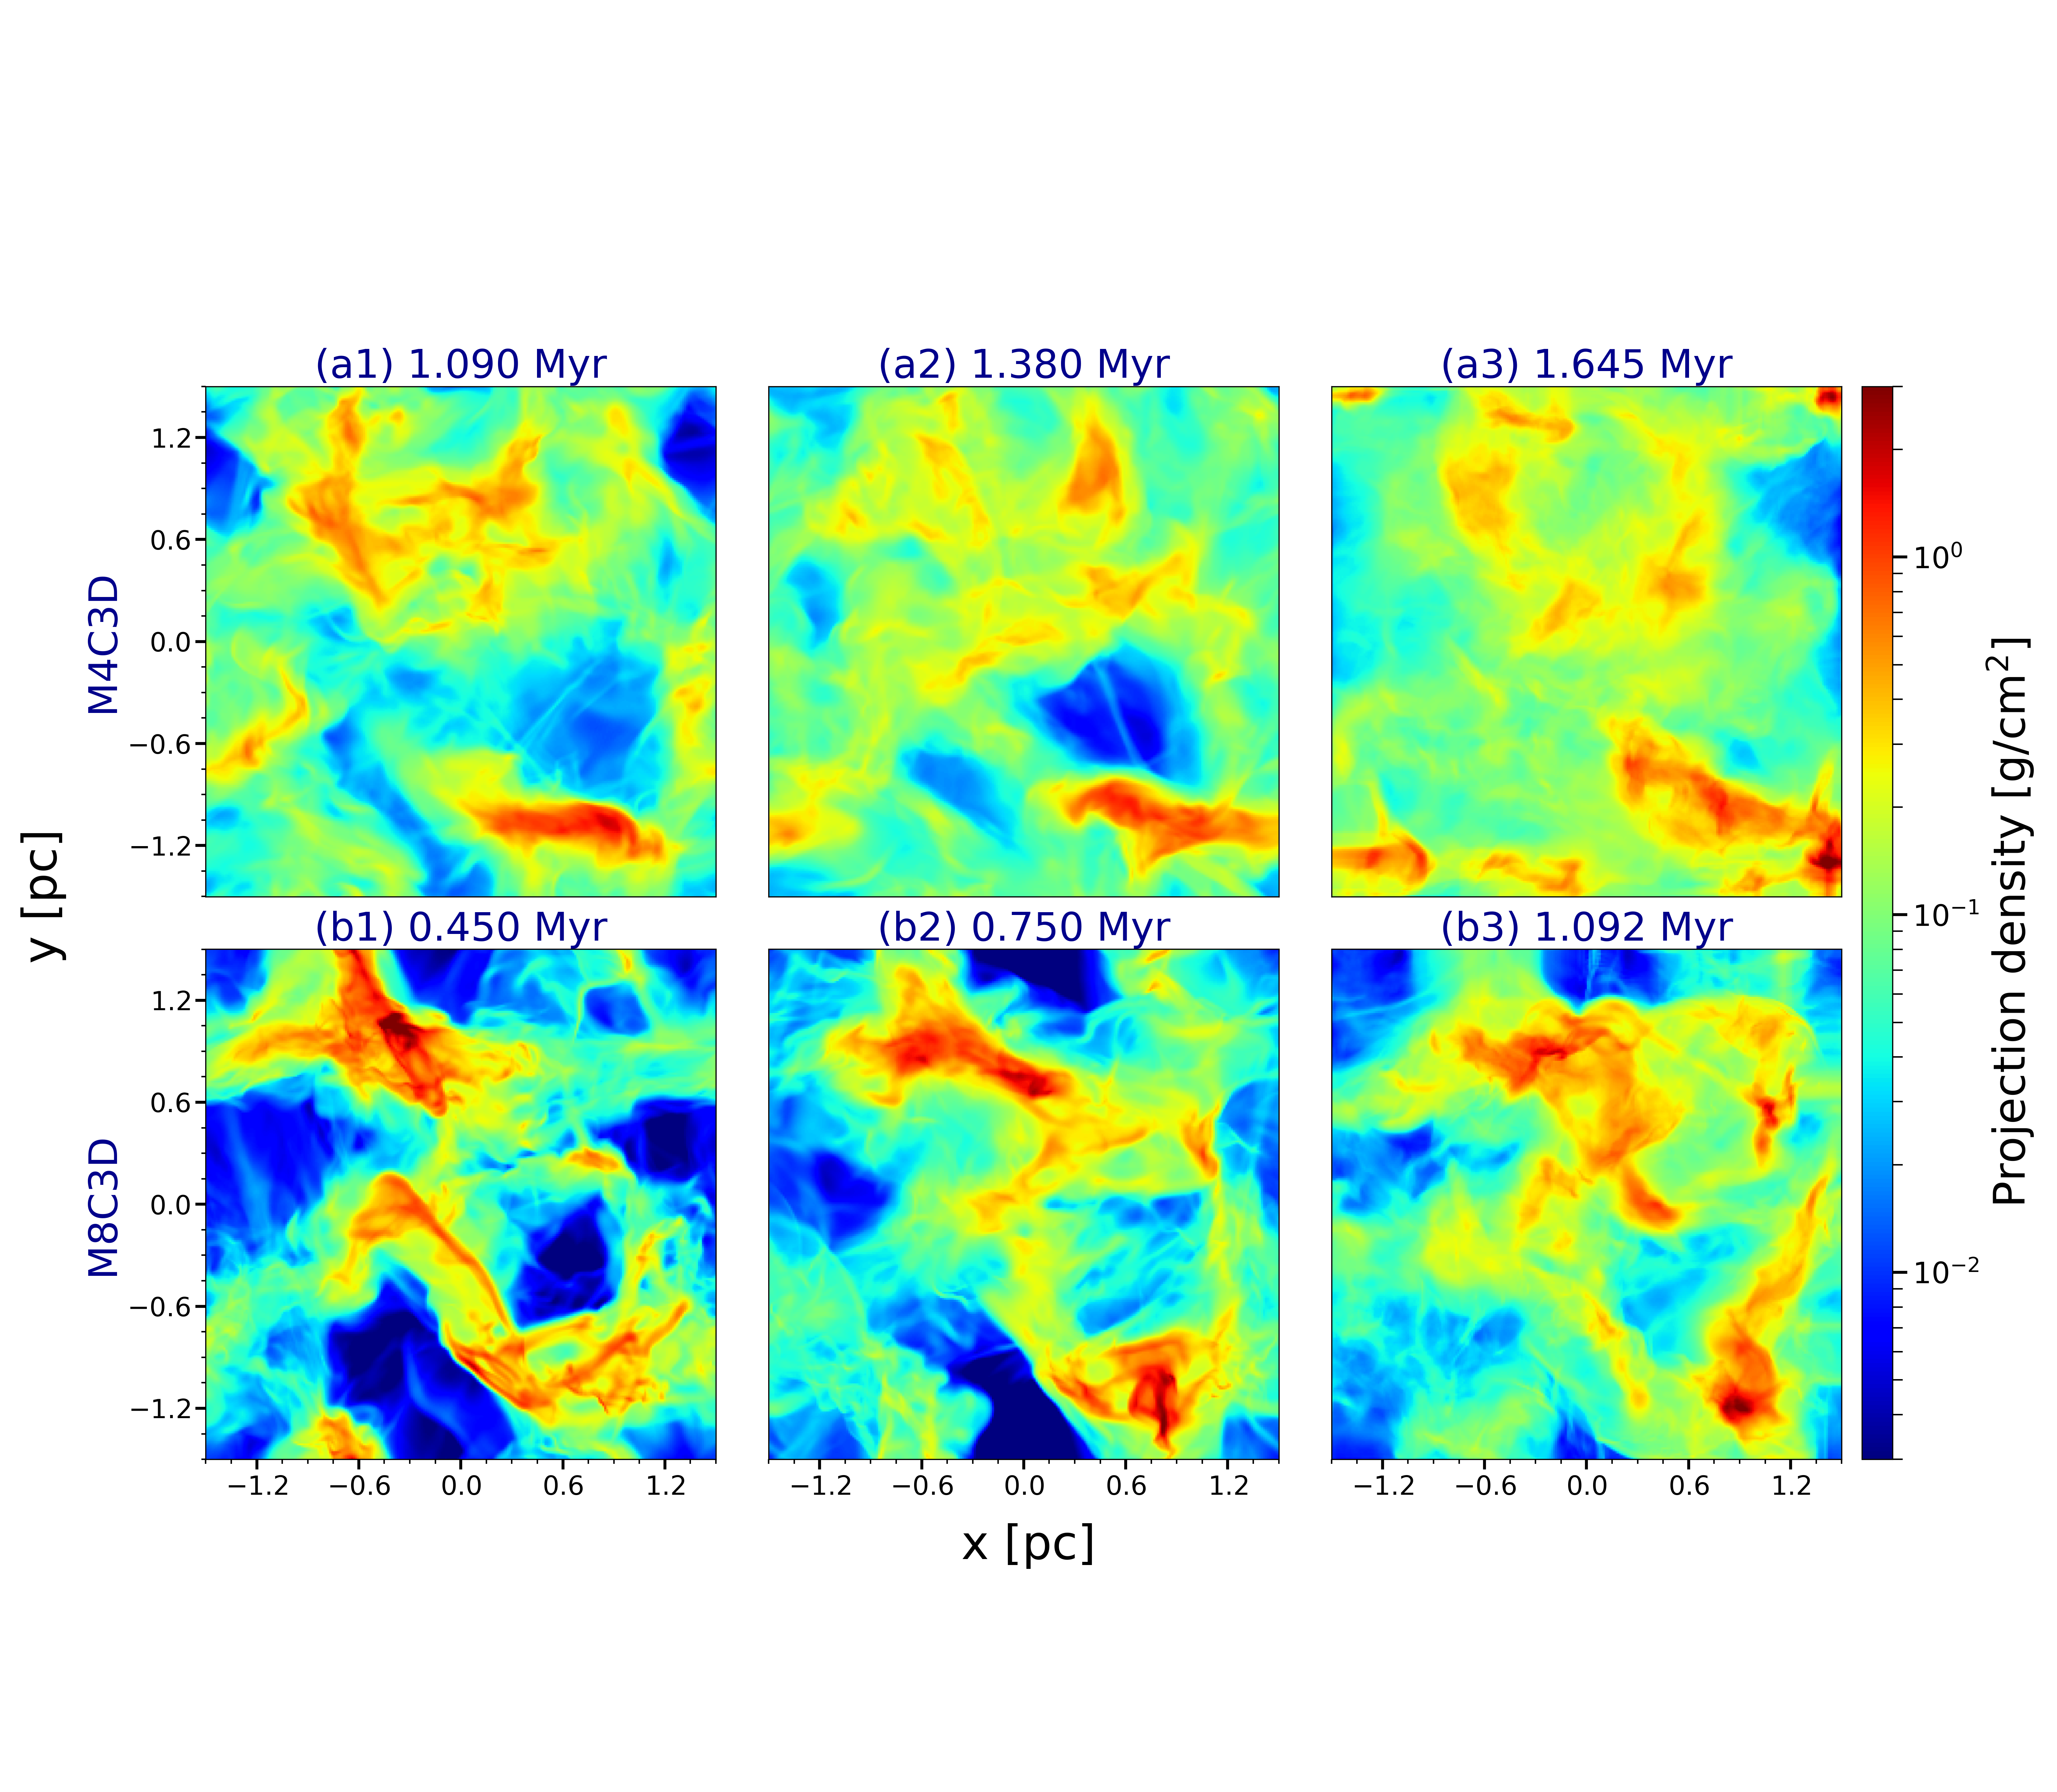 (a1) 1.090 Myr
(a2) 1.380 Myr
(a3) 1.645 Myr
M4C3D
1.2
0.6
0.0
−0.6
−1.2
(b1) 0.450 Myr
(b2) 0.750 Myr
(b3) 1.092 Myr
M8C3D
1.2
0.6
0.0
−0.6
−1.2
y [pc]
−1.2 −0.6 0.0 0.6 1.2
−1.2 −0.6 0.0 0.6 1.2
−1.2 −0.6 0.0 0.6 1.2
x [pc]
10⁰
10⁻¹
10⁻²
Projection density [g/cm²]